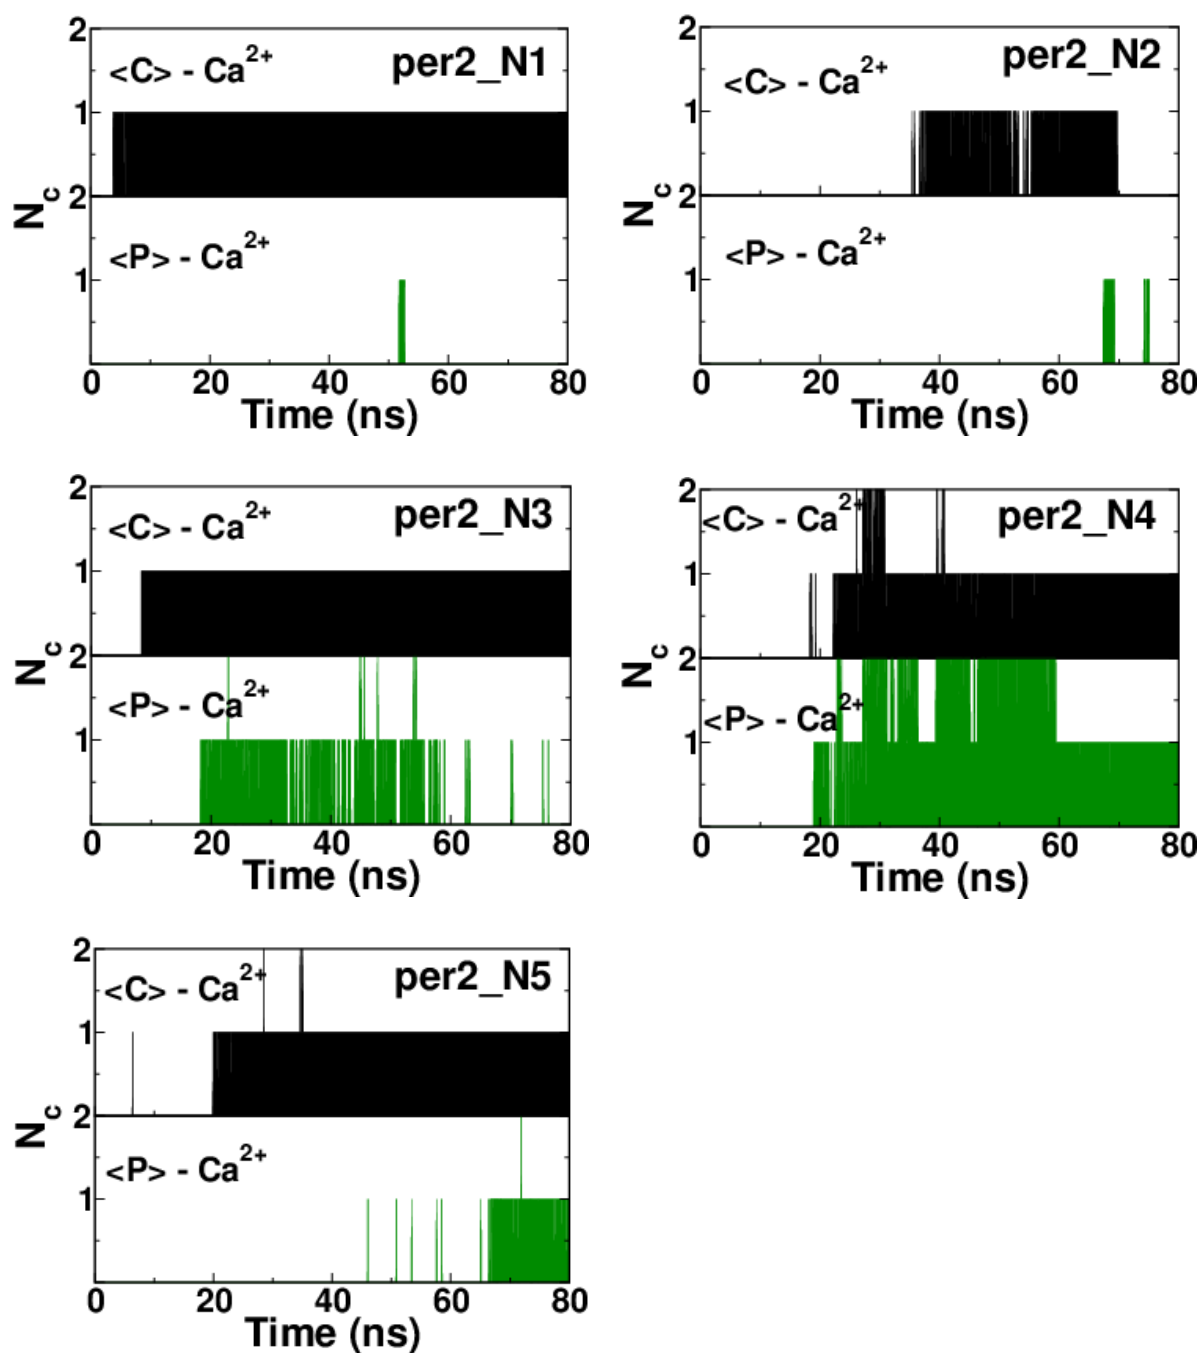 2
<C> - Ca2+ per2_N1
1
Nc
2
<P> - Ca2+
1
0 20 40 60 80
Time (ns)
2
<C> - Ca2+ per2_N2
1
2
<P> - Ca2+
1
0 20 40 60 80
Time (ns)
2
<C> - Ca2+ per2_N3
1
Nc
2
<P> - Ca2+
1
0 20 40 60 80
Time (ns)
2
<C> - Ca2+ per2_N4
1
Nc
2
<P> - Ca2+
1
0 20 40 60 80
Time (ns)
2
<C> - Ca2+ per2_N5
1
Nc
2
<P> - Ca2+
1
0 20 40 60 80
Time (ns)